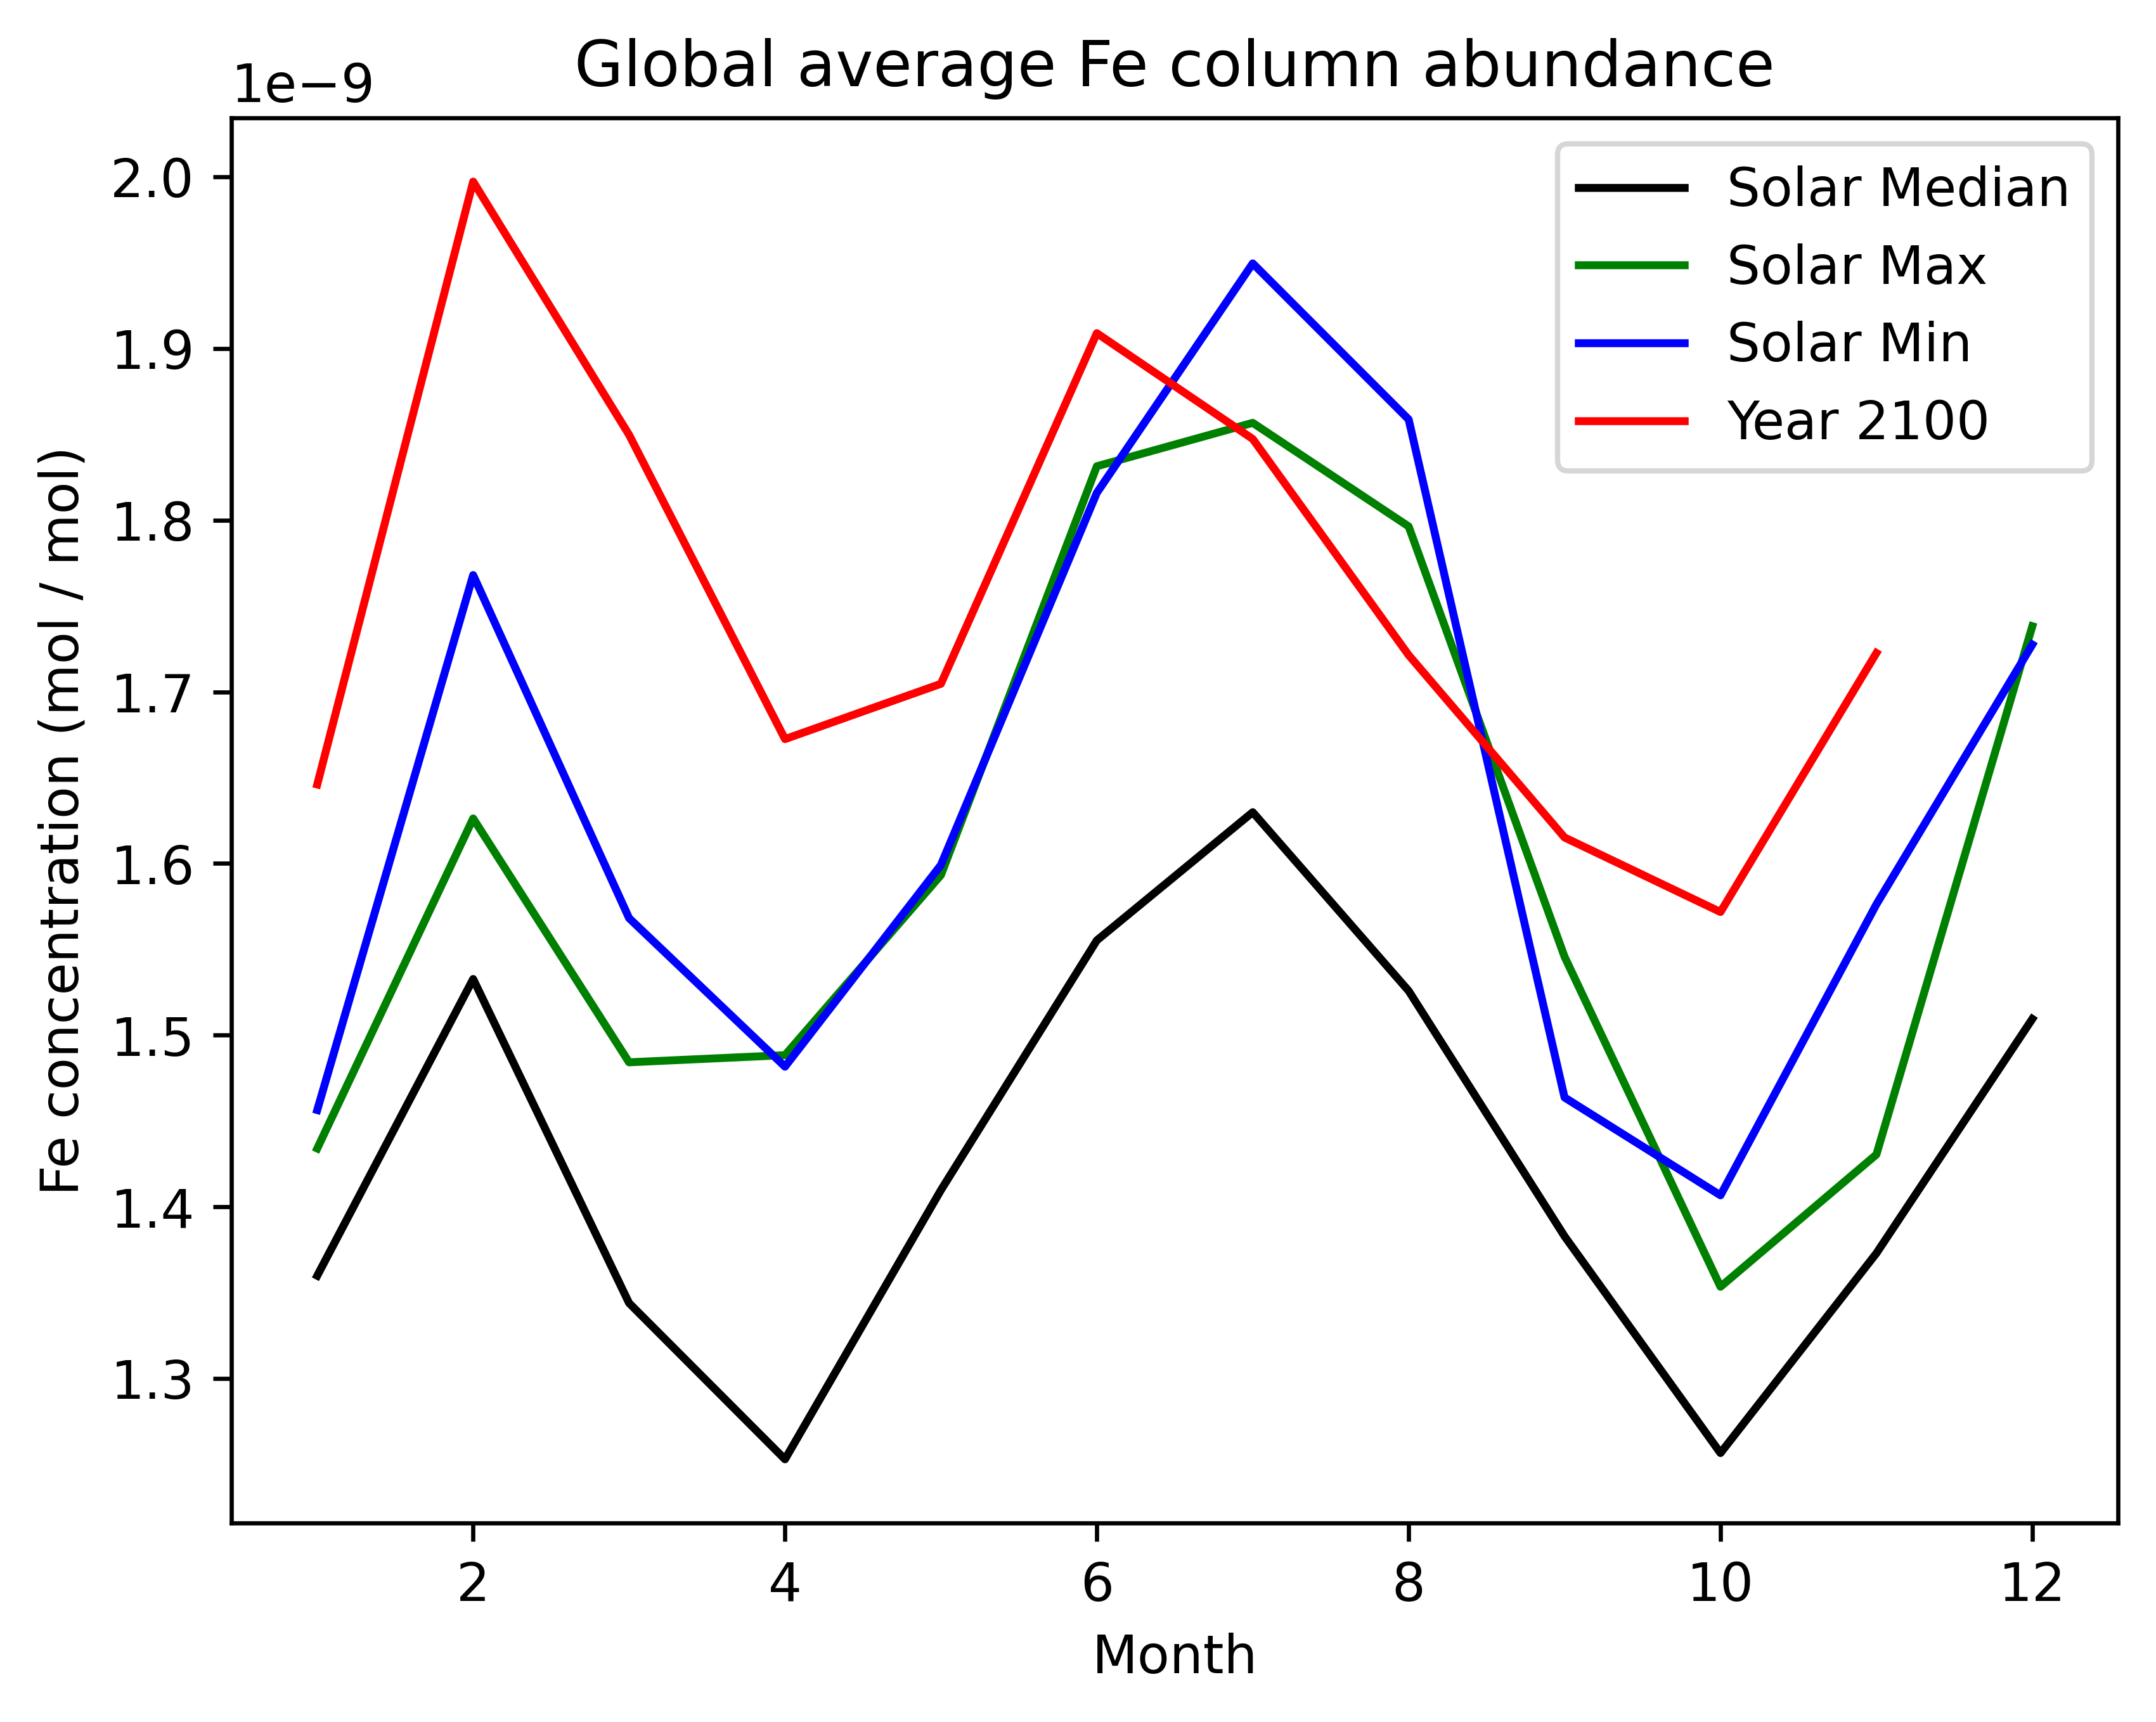 Global average Fe column abundance
1e−9
2.0
1.9
1.8
1.7
1.6
1.5
1.4
1.3
Fe concentration (mol / mol)
Solar Median
Solar Max
Solar Min
Year 2100
2 4 6 8 10 12
Month